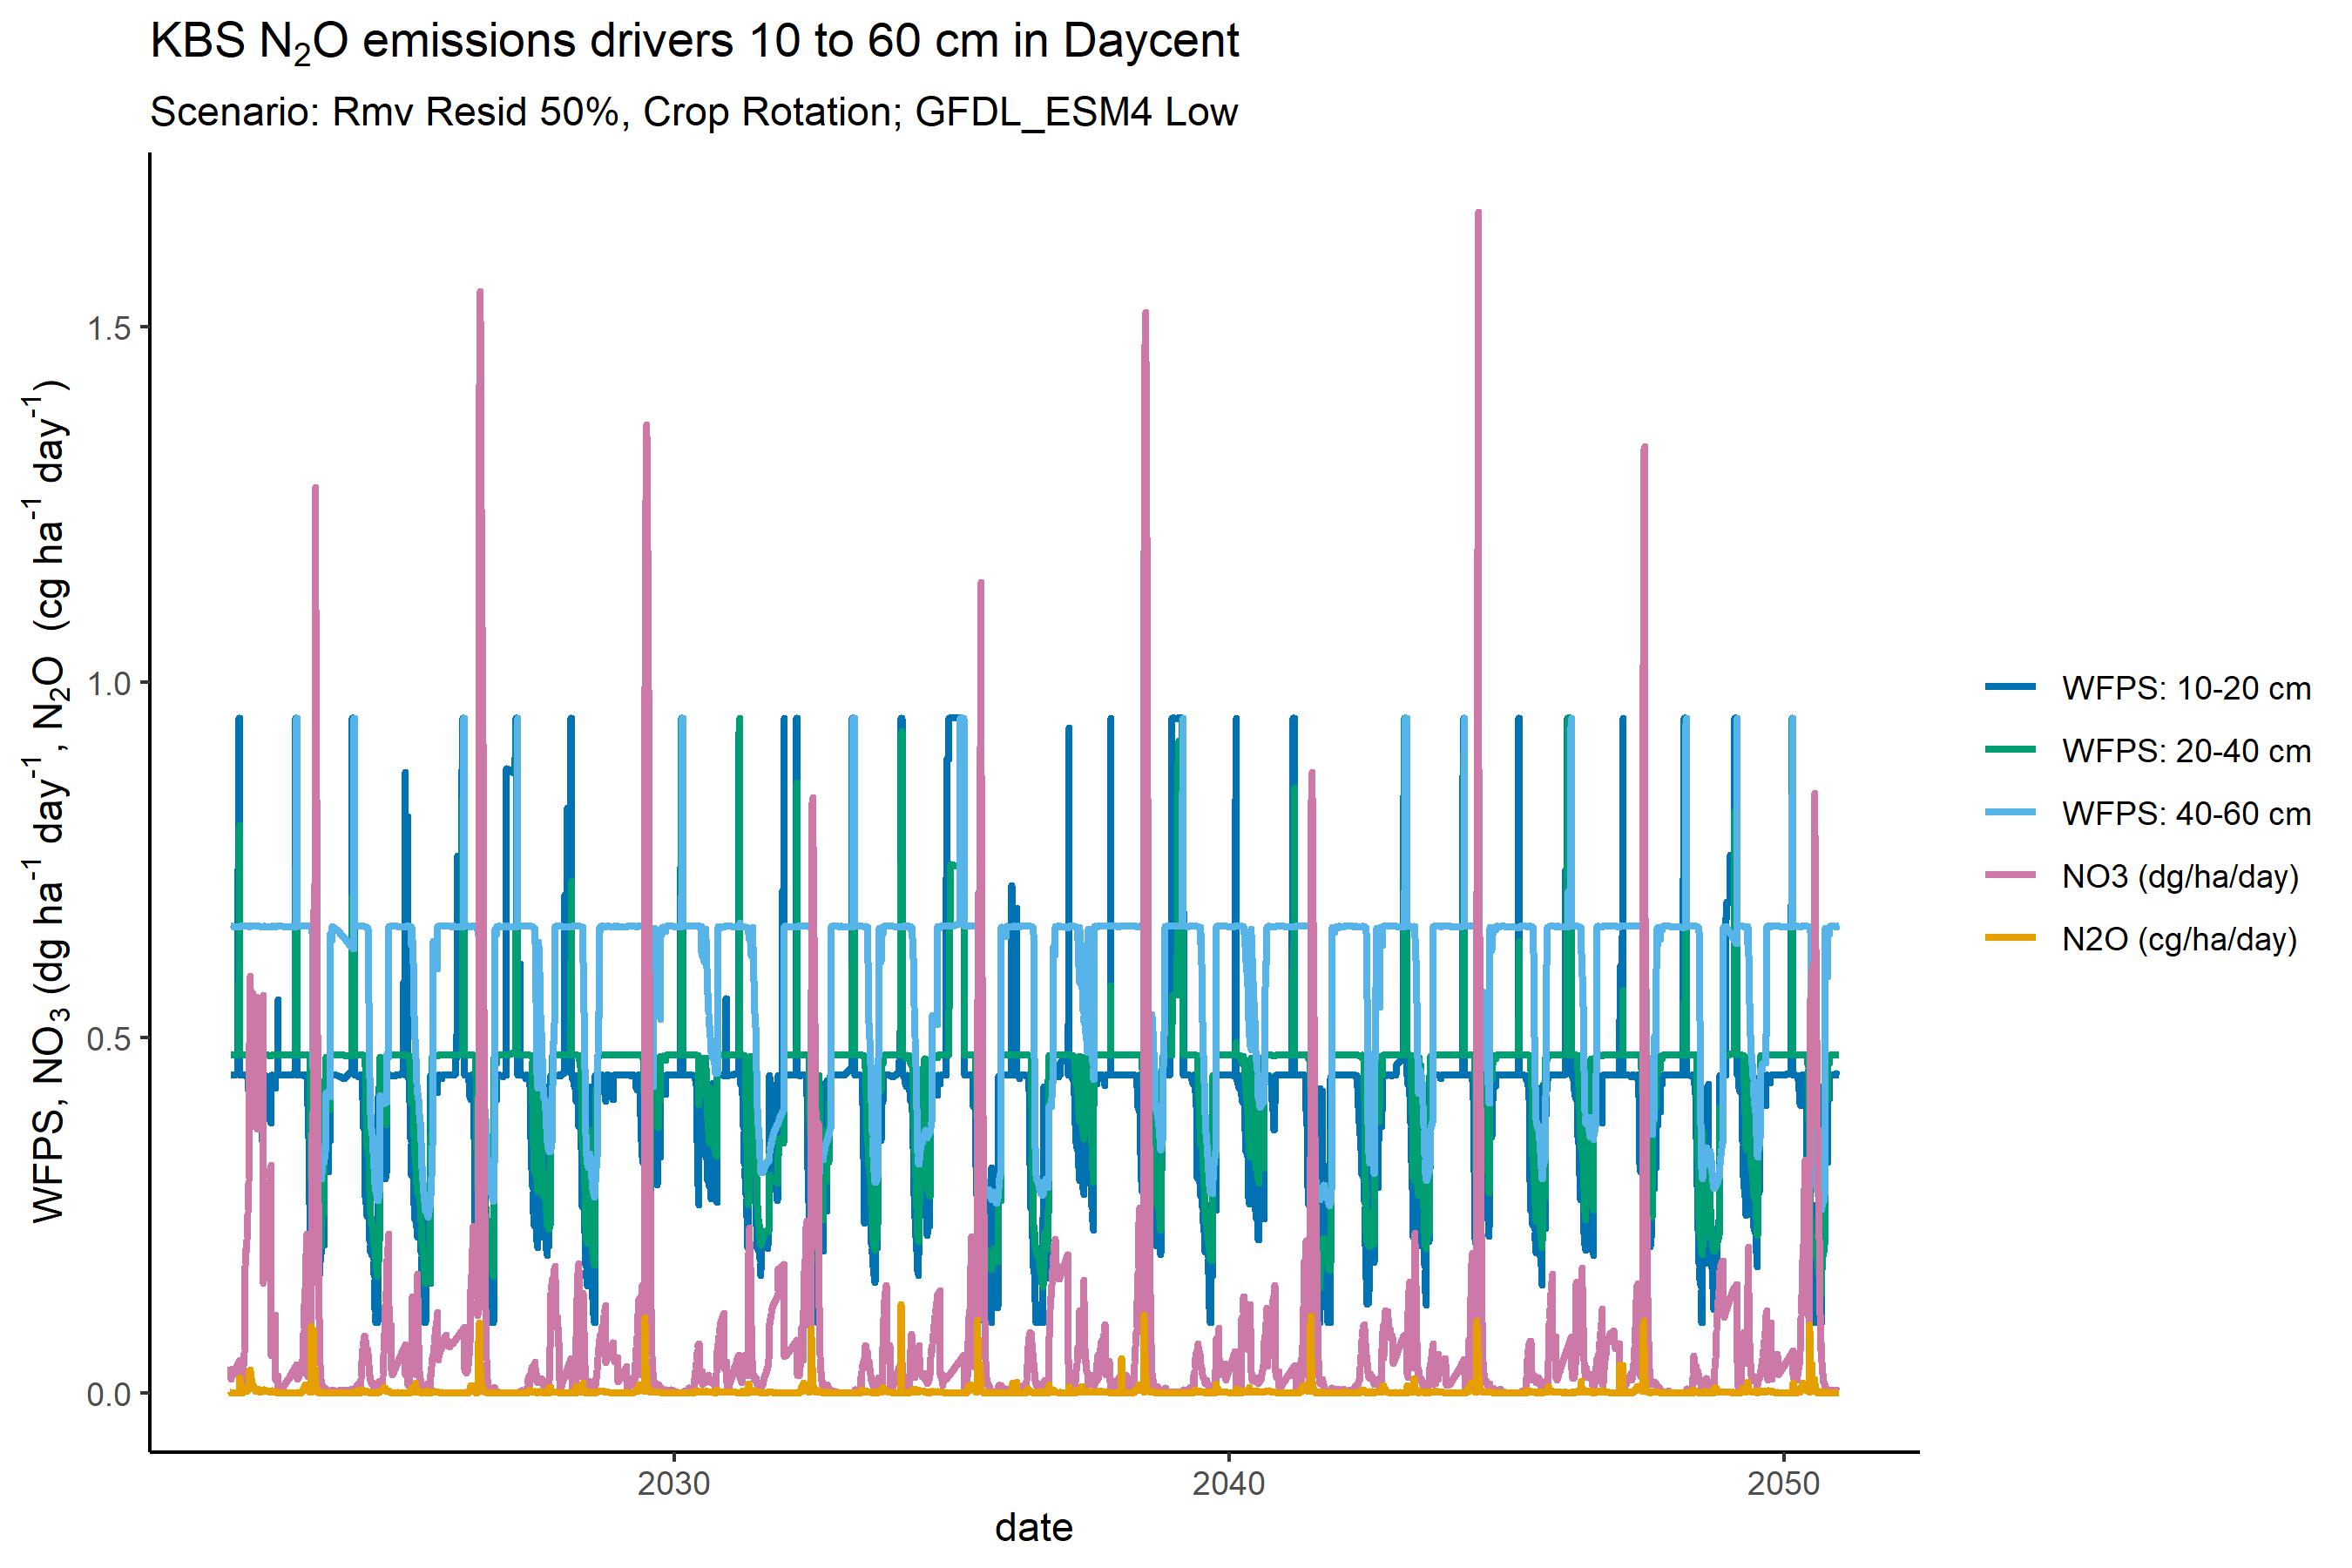 KBS N₂O emissions drivers 10 to 60 cm in Daycent
Scenario: Rmv Resid 50%, Crop Rotation; GFDL_ESM4 Low
WFPS, NO₃ (dg ha⁻¹ day⁻¹, N₂O (cg ha⁻¹ day⁻¹)
1.5
1.0
0.5
0.0
2030
2040
2050
date
WFPS: 10-20 cm
WFPS: 20-40 cm
WFPS: 40-60 cm
NO3 (dg/ha/day)
N2O (cg/ha/day)